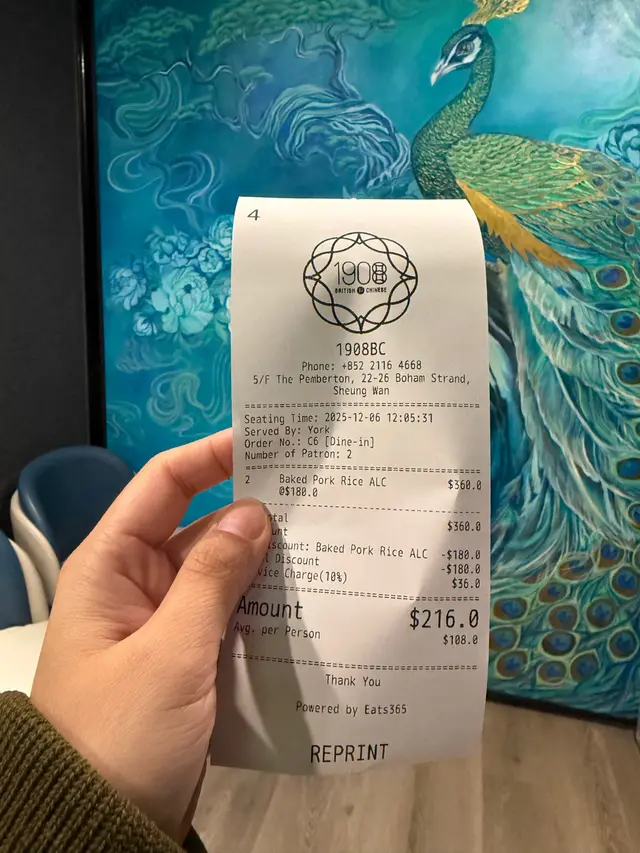 4
1908
BRITISH CHINESE
1908BC
Phone: +852 2116 4668
5/F The Pemberton, 22-26 Boham Strand,
Sheung Wan
Seating Time: 2025-12-06 12:05:31
Served By: York
Order No.: C6 [Dine-in]
Number of Patron: 2
2 Baked Pork Rice ALC $360.0
@$180.0
tal $360.0
unt
iscount: Baked Pork Rice ALC -$180.0
l Discount -$180.0
vice Charge(10%) $36.0
Amount $216.0
Avg. per Person $108.0
Thank You
Powered by Eats365
REPRINT